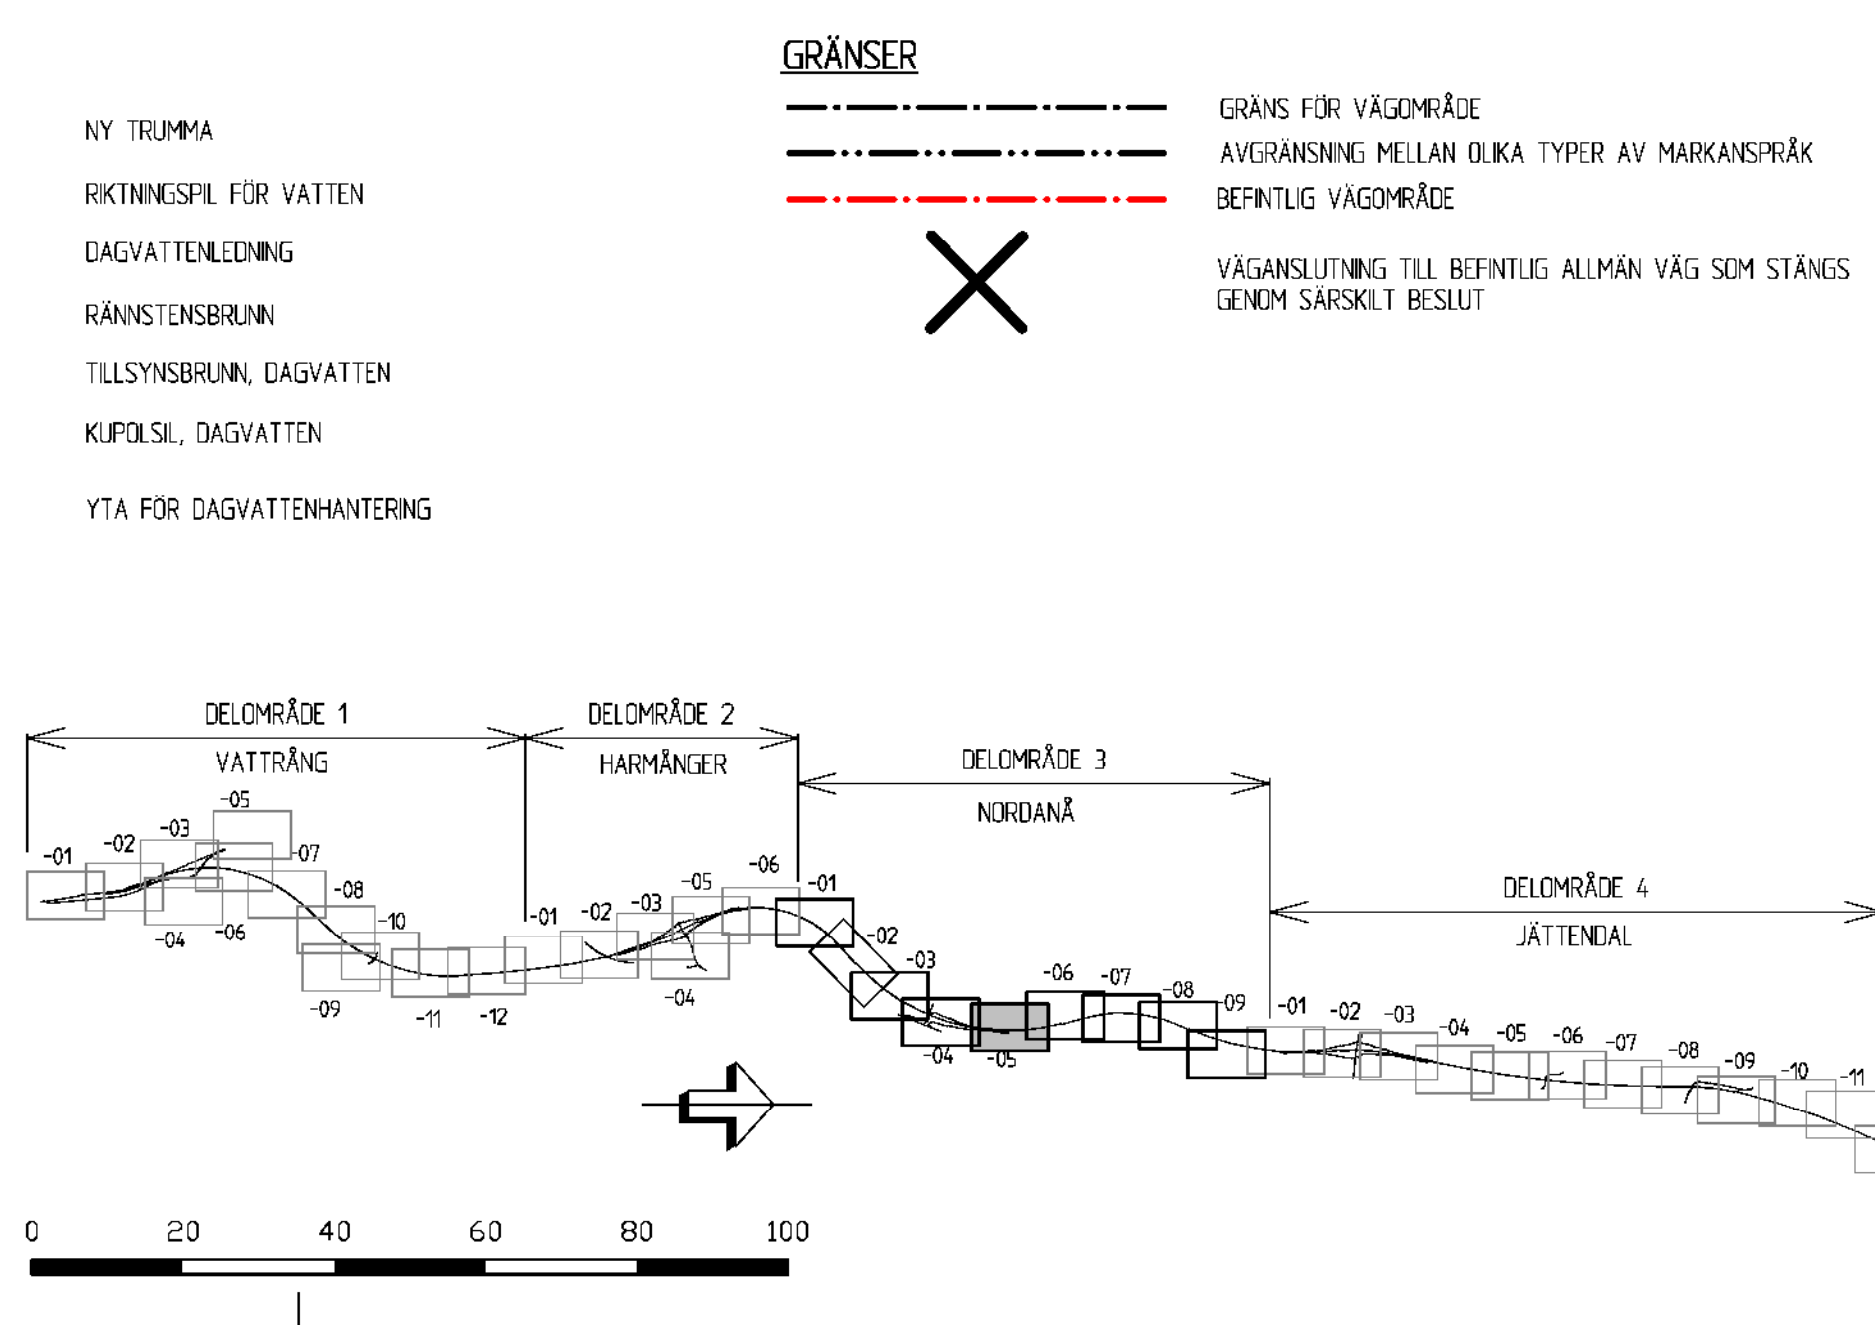 GRÄNSER
NY TRUMMA
RIKTNINGSPIL FÖR VATTEN
DAGVATTENLEDNING
RÄNNSTENSBRUNN
TILLSYNSBRUNN, DAGVATTEN
KUPOLSIL, DAGVATTEN
YTA FÖR DAGVATTENHANTERING
GRÄNS FÖR VÄGOMRÅDE
AVGRÄNSNING MELLAN OLIKA TYPER AV MARKANSPRÅK
BEFINTLIG VÄGOMRÅDE
VÄGANSLUTNING TILL BEFINTLIG ALLMÄN VÄG SOM STÄNGS
GENOM SÄRSKILT BESLUT
DELOMRÅDE 1
VATTRÅNG
-01
-02
-03
-05
-04
-06
-07
-08
-09
-10
-11
-12
DELOMRÅDE 2
HARMÅNGER
-01
-02
-03
-04
-05
-06
DELOMRÅDE 3
NORDANÅ
-01
-02
-03
-04
-05
-06
-07
-08
-09
DELOMRÅDE 4
JÄTTENDAL
-01
-02
-03
-04
-05
-06
-07
-08
-09
-10
-11
0 20 40 60 80 100